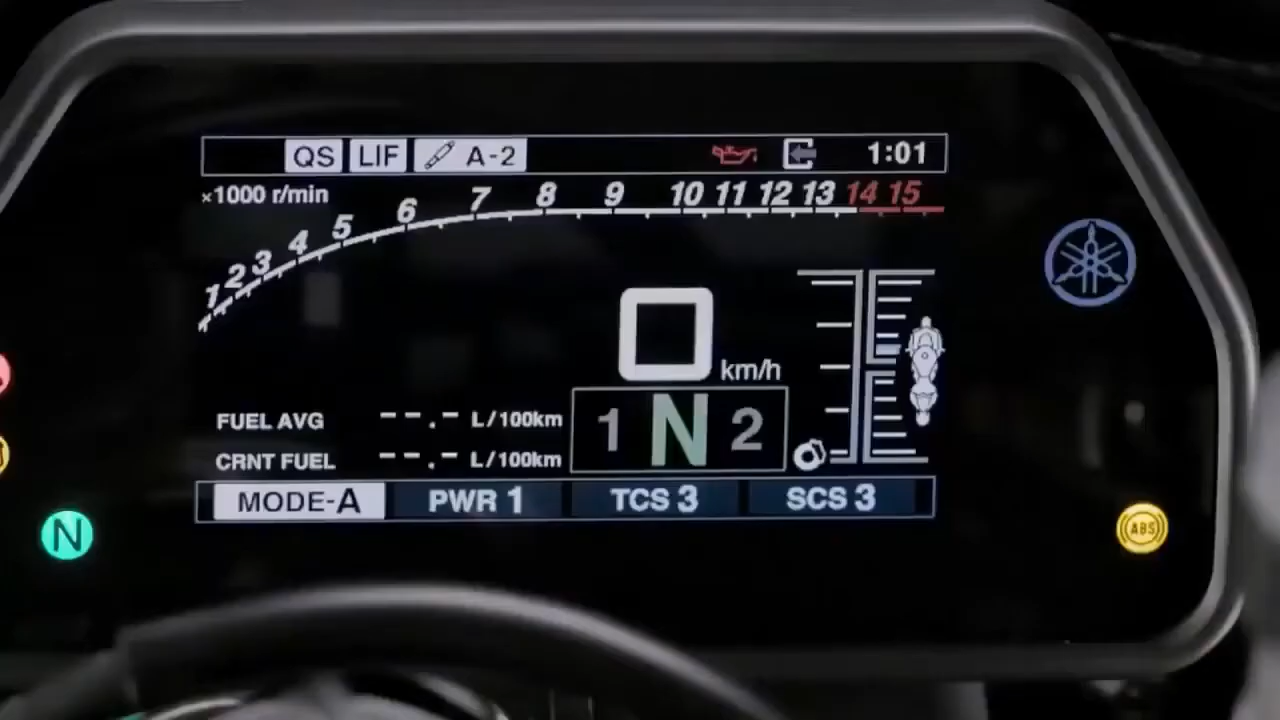 QS LIF A-2 1:01
×1000 r/min
1 2 3 4 5 6 7 8 9 10 11 12 13 14 15
0 km/h
FUEL AVG --.- L/100km
1 N 2
CRNT FUEL --.- L/100km
MODE-A PWR 1 TCS 3 SCS 3
N
ABS